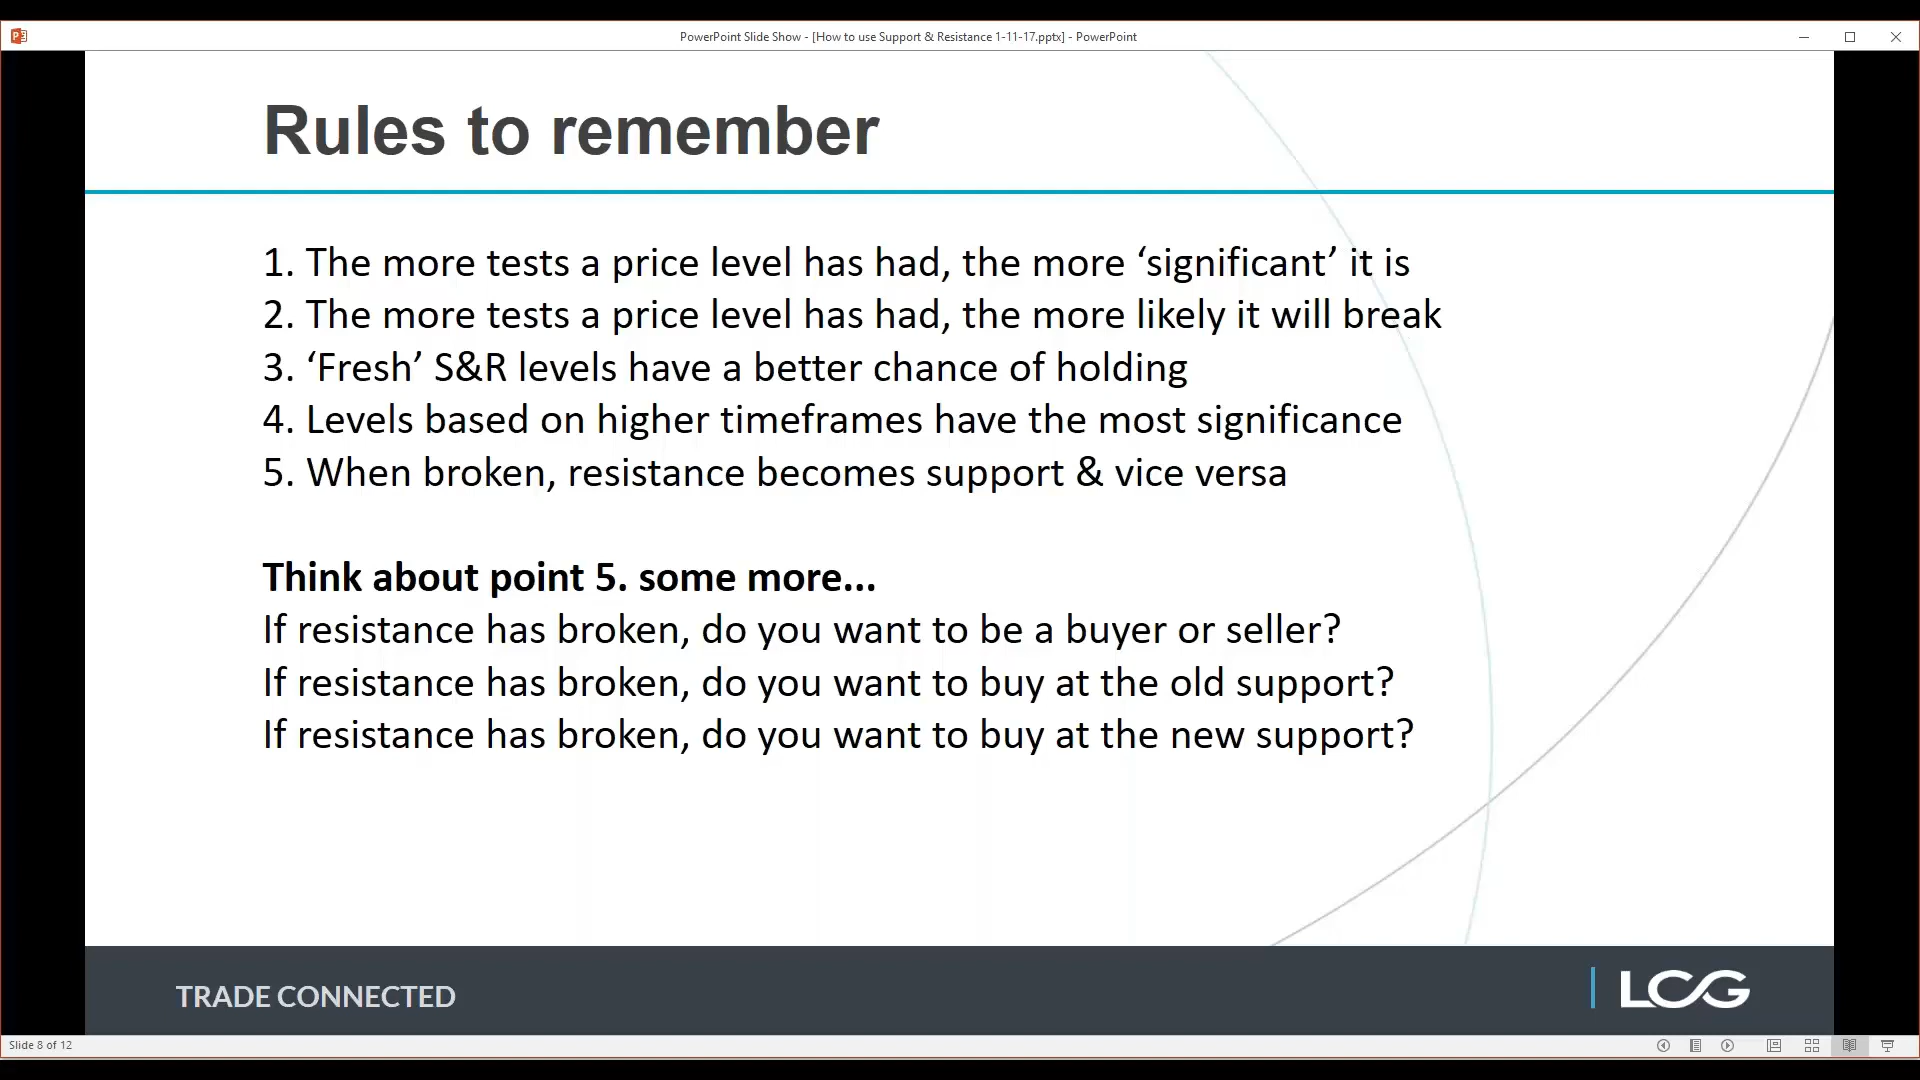 PowerPoint Slide Show - [How to use Support & Resistance 1-11-17.pptx] - PowerPoint
Rules to remember
1. The more tests a price level has had, the more ‘significant’ it is
2. The more tests a price level has had, the more likely it will break
3. ‘Fresh’ S&R levels have a better chance of holding
4. Levels based on higher timeframes have the most significance
5. When broken, resistance becomes support & vice versa
Think about point 5. some more...
If resistance has broken, do you want to be a buyer or seller?
If resistance has broken, do you want to buy at the old support?
If resistance has broken, do you want to buy at the new support?
TRADE CONNECTED
LCG
Slide 8 of 12